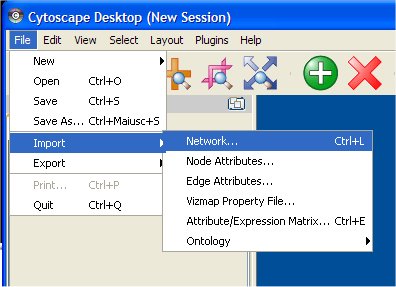 Cytoscape Desktop (New Session)
File Edit View Select Layout Plugins Help
New
Open Ctrl+O
Save Ctrl+S
Save As... Ctrl+Maiusc+S
Import
Export
Print... Ctrl+P
Quit Ctrl+Q
Network... Ctrl+L
Node Attributes...
Edge Attributes...
Vizmap Property File...
Attribute/Expression Matrix... Ctrl+E
Ontology